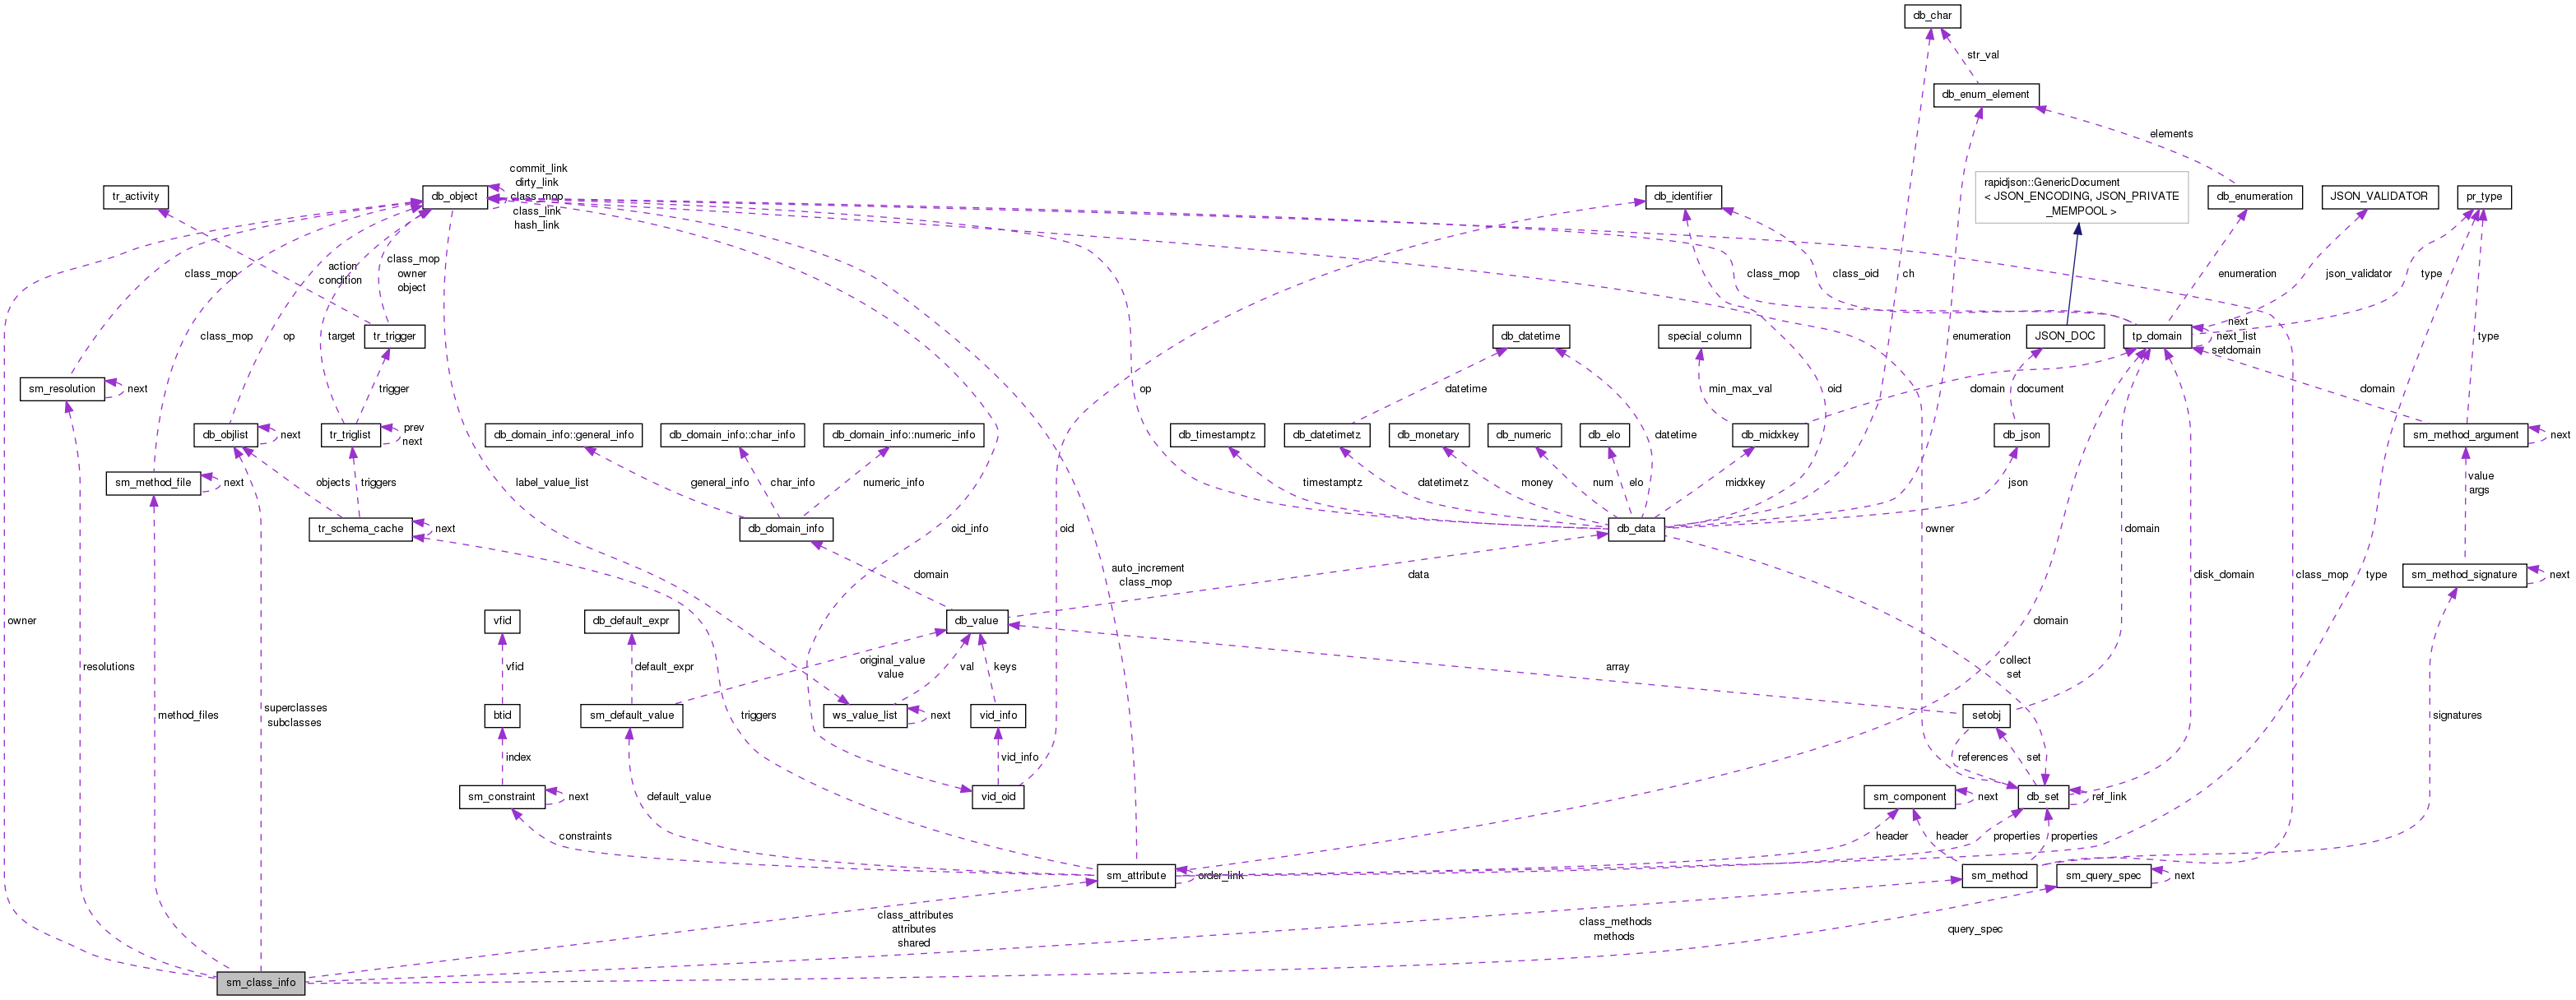 db_char
str_val
db_enum_element
elements
commit_link
dirty_link
class_mop
class_link
hash_link
tr_activity
db_object
db_identifier
rapidjson::GenericDocument
< JSON_ENCODING, JSON_PRIVATE
_MEMPOOL >
db_enumeration
JSON_VALIDATOR
pr_type
class_mop
action
condition
class_mop
owner
object
class_mop
class_oid
ch
enumeration
json_validator
type
class_mop
op
target
tr_trigger
db_datetime
special_column
enumeration
JSON_DOC
tp_domain
next
next_list
setdomain
type
sm_resolution
next
trigger
op
datetime
min_max_val
oid
domain
document
domain
db_objlist
next
tr_triglist
prev
next
db_domain_info::general_info
db_domain_info::char_info
db_domain_info::numeric_info
db_timestamptz
db_datetimetz
db_monetary
db_numeric
db_elo
datetime
db_midxkey
db_json
sm_method_argument
next
sm_method_file
next
objects
triggers
label_value_list
general_info
char_info
numeric_info
timestamptz
datetimetz
money
num
elo
midxkey
json
value
args
tr_schema_cache
next
oid_info
oid
db_domain_info
db_data
owner
domain
domain
auto_increment
class_mop
data
disk_domain
class_mop
type
sm_method_signature
next
owner
vfid
db_default_expr
db_value
domain
resolutions
method_files
superclasses
subclasses
vfid
default_expr
original_value
value
val
keys
array
collect
set
btid
sm_default_value
triggers
ws_value_list
next
vid_info
setobj
signatures
index
vid_info
references
set
sm_constraint
next
default_value
vid_oid
sm_component
next
db_set
ref_link
constraints
header
header
properties
properties
sm_attribute
order_link
sm_method
sm_query_spec
next
class_attributes
attributes
shared
class_methods
methods
query_spec
sm_class_info